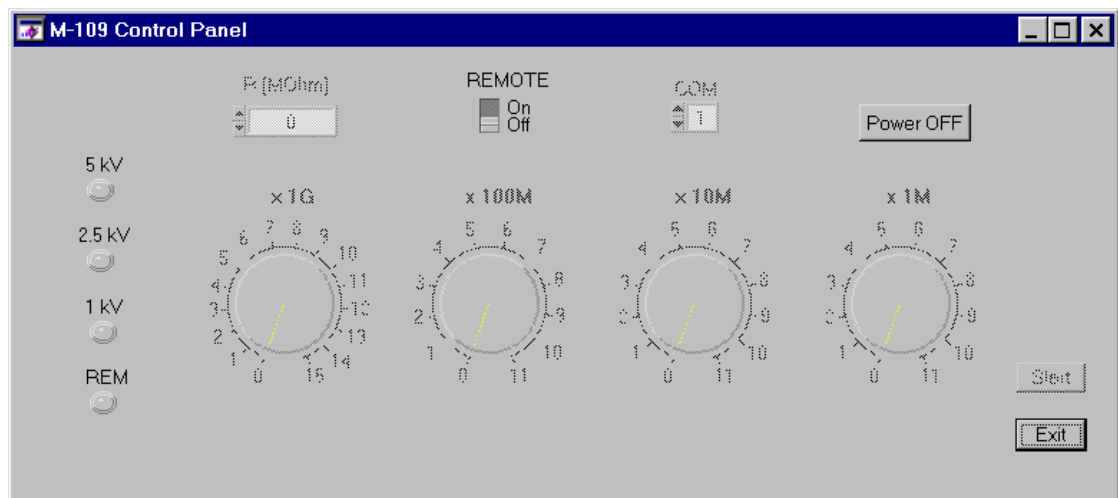 M-109 Control Panel
R (MOhm)
0
REMOTE
On
Off
COM
1
Power OFF
5 kV
2.5 kV
1 kV
REM
x 1G
0 1 2 3 4 5 6 7 8 9 10 11 12 13 14 15
x 100M
0 1 2 3 4 5 6 7 8 9 10 11
x 10M
0 1 2 3 4 5 6 7 8 9 10 11
x 1M
0 1 2 3 4 5 6 7 8 9 10 11
Start
Exit